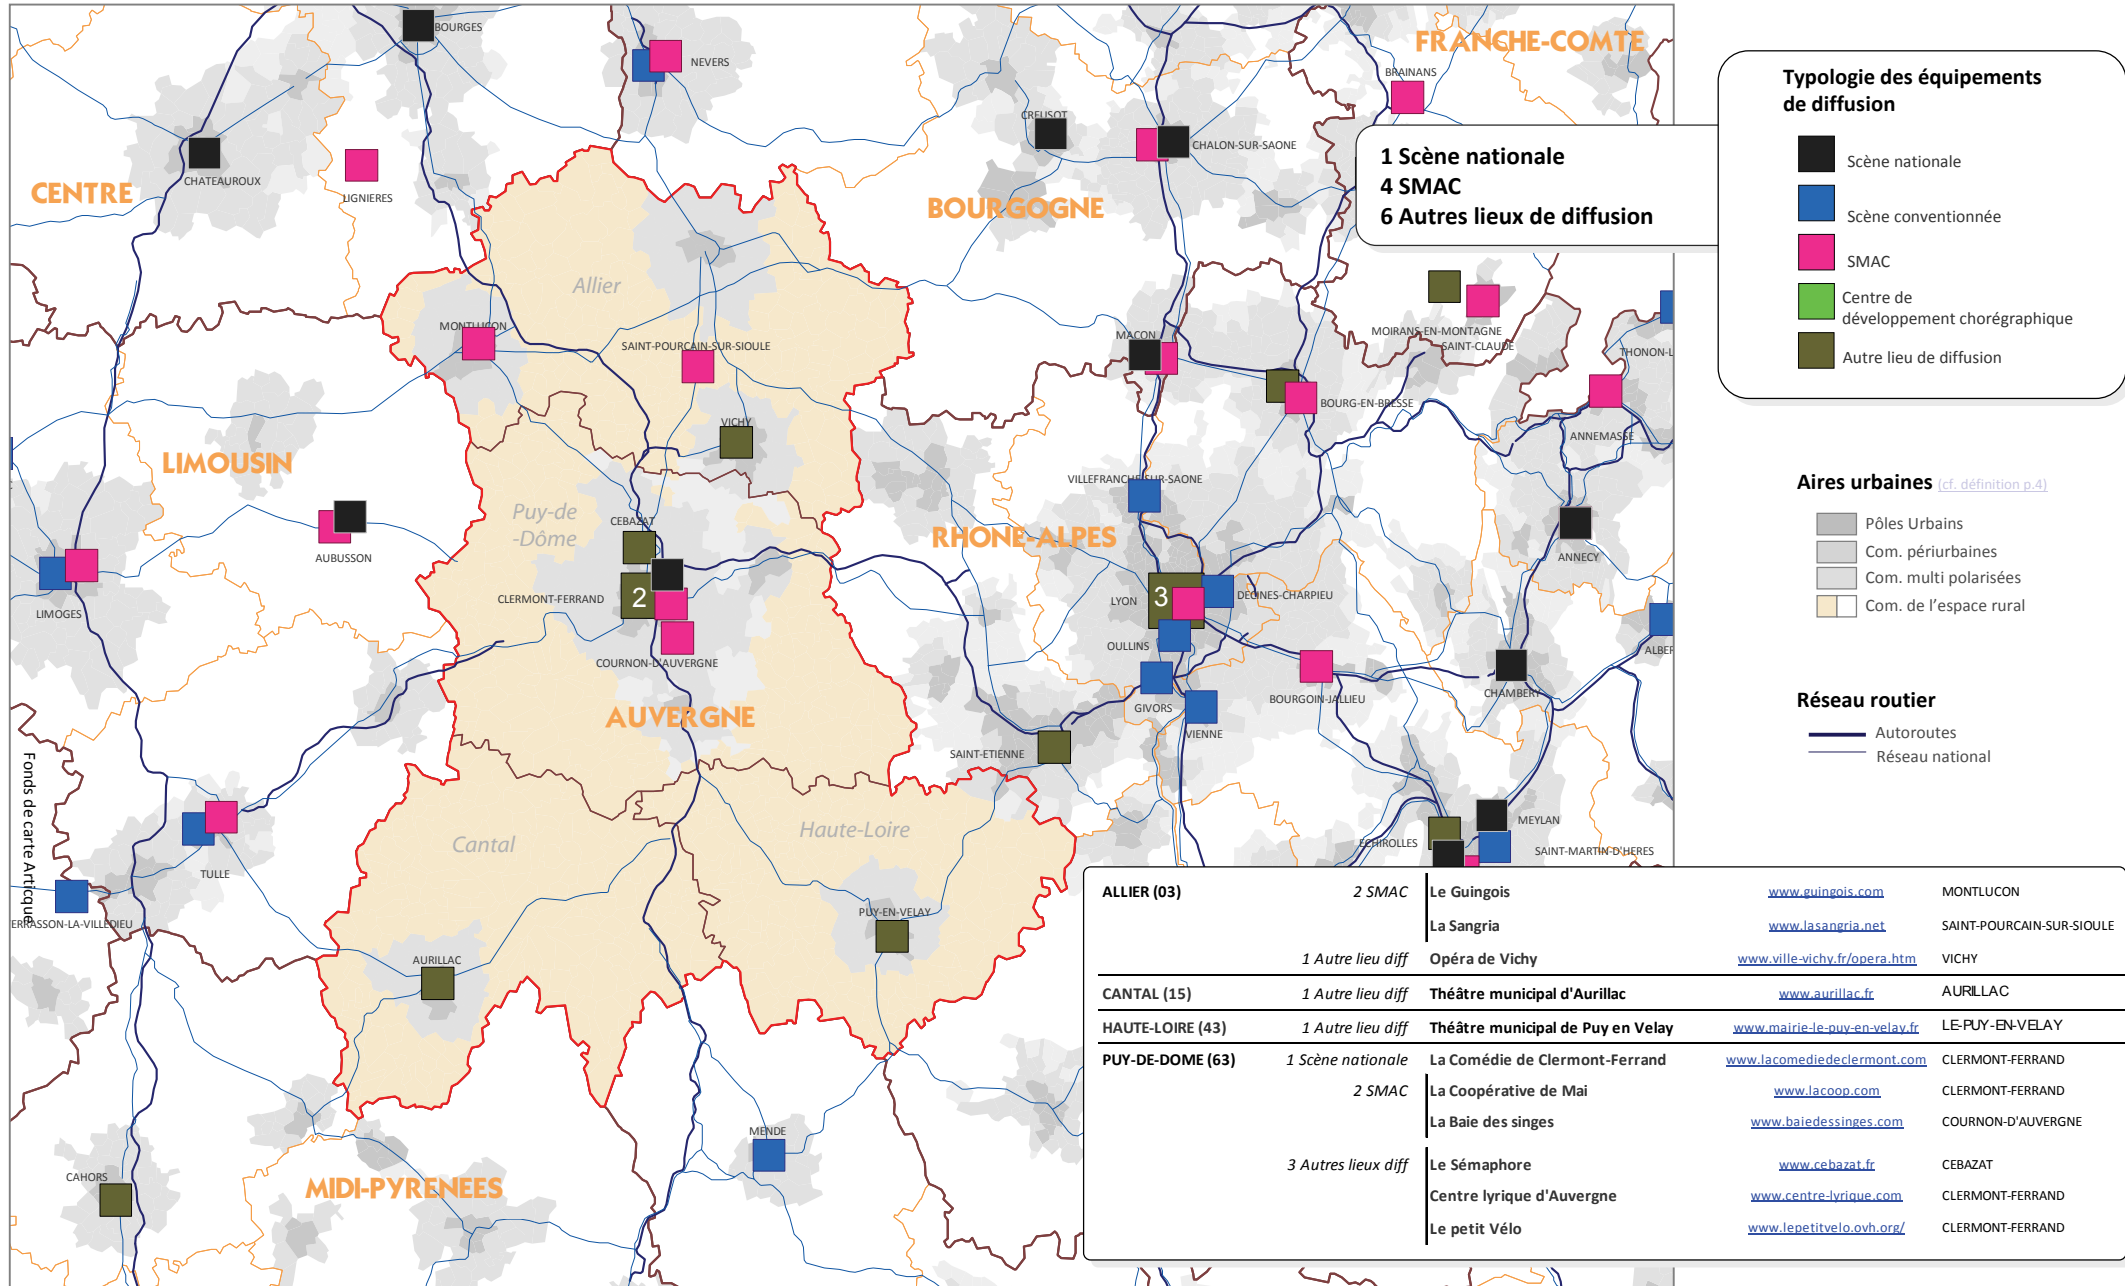 BOURGES
NEVERS
FRANCHE-COMTE
BRAINANS
CREUSOT
CHALON-SUR-SAONE
CHATEAUROUX
CENTRE
LIGNIERES
BOURGOGNE
1 Scène nationale
4 SMAC
6 Autres lieux de diffusion
Typologie des équipements
de diffusion
Scène nationale
Scène conventionnée
SMAC
Centre de
développement chorégraphique
Autre lieu de diffusion
Allier
MONTLUCON
SAINT-POURCAIN-SUR-SIOULE
MACON
MOIRANS-EN-MONTAGNE
SAINT-CLAUDE
THONON-L
BOURG-EN-BRESSE
ANNEMASSE
VICHY
LIMOUSIN
VILLEFRANCHE-SUR-SAONE
Aires urbaines (cf. définition p.4)
Pôles Urbains
Com. périurbaines
Com. multi polarisées
Com. de l'espace rural
Puy-de
-Dôme
CEBAZAT
RHONE-ALPES
AUBUSSON
ANNECY
LIMOGES
CLERMONT-FERRAND
2
LYON
3
DECINES-CHARPIEU
COURNON-D'AUVERGNE
OULLINS
ALBER
AUVERGNE
GIVORS
BOURGOIN-JALLIEU
CHAMBERY
VIENNE
SAINT-ETIENNE
Réseau routier
Autoroutes
Réseau national
Fonds de carte Articque
Cantal
Haute-Loire
MEYLAN
ECHIROLLES
SAINT-MARTIN-D'HERES
TULLE
ERRASSON-LA-VILLEDIEU
PUY-EN-VELAY
AURILLAC
MENDE
CAHORS
MIDI-PYRENEES
ALLIER (03) 2 SMAC Le Guingois www.guingois.com MONTLUCON
La Sangria www.lasangria.net SAINT-POURCAIN-SUR-SIOULE
1 Autre lieu diff Opéra de Vichy www.ville-vichy.fr/opera.htm VICHY
CANTAL (15) 1 Autre lieu diff Théâtre municipal d'Aurillac www.aurillac.fr AURILLAC
HAUTE-LOIRE (43) 1 Autre lieu diff Théâtre municipal de Puy en Velay www.mairie-le-puy-en-velay.fr LE-PUY-EN-VELAY
PUY-DE-DOME (63) 1 Scène nationale La Comédie de Clermont-Ferrand www.lacomediedeclermont.com CLERMONT-FERRAND
2 SMAC La Coopérative de Mai www.lacoop.com CLERMONT-FERRAND
La Baie des singes www.baiedessinges.com COURNON-D'AUVERGNE
3 Autres lieux diff Le Sémaphore www.cebazat.fr CEBAZAT
Centre lyrique d'Auvergne www.centre-lyrique.com CLERMONT-FERRAND
Le petit Vélo www.lepetitvelo.ovh.org/ CLERMONT-FERRAND